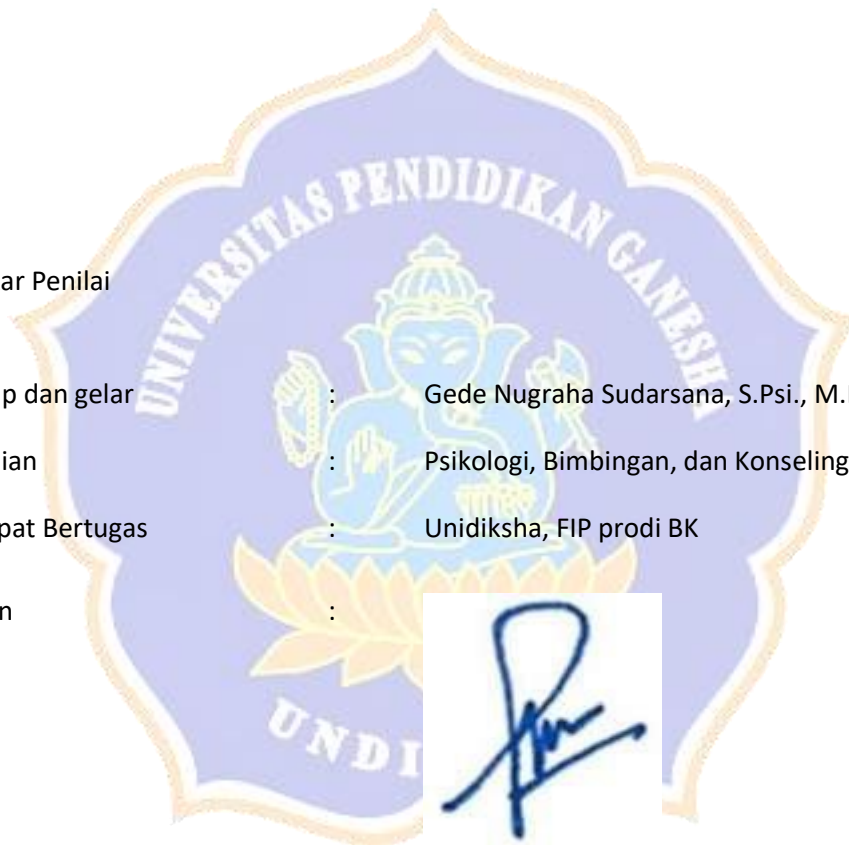 UNIVERSITAS PENDIDIKAN GANESHA
ar Penilai
p dan gelar : Gede Nugraha Sudarsana, S.Psi., M.
ian : Psikologi, Bimbingan, dan Konseling
pat Bertugas : Unidiksha, FIP prodi BK
n :
UNDI